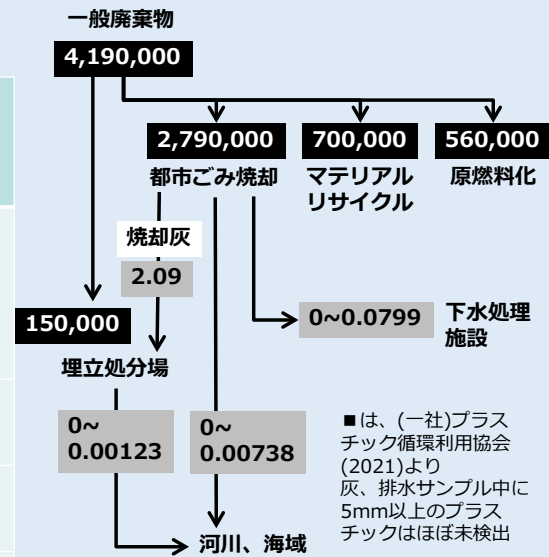 一般廃棄物
4,190,000
2,790,000
700,000
560,000
都市ごみ焼却
マテリアル
リサイクル
原燃料化
焼却灰
2.09
150,000
0~0.0799
下水処理
施設
埋立処分場
0~
0.00123
0~
0.00738
■は、(一社)プラス
チック循環利用協会
(2021)より
灰、排水サンプル中に
5mm以上のプラス
チックはほぼ未検出
河川、海域